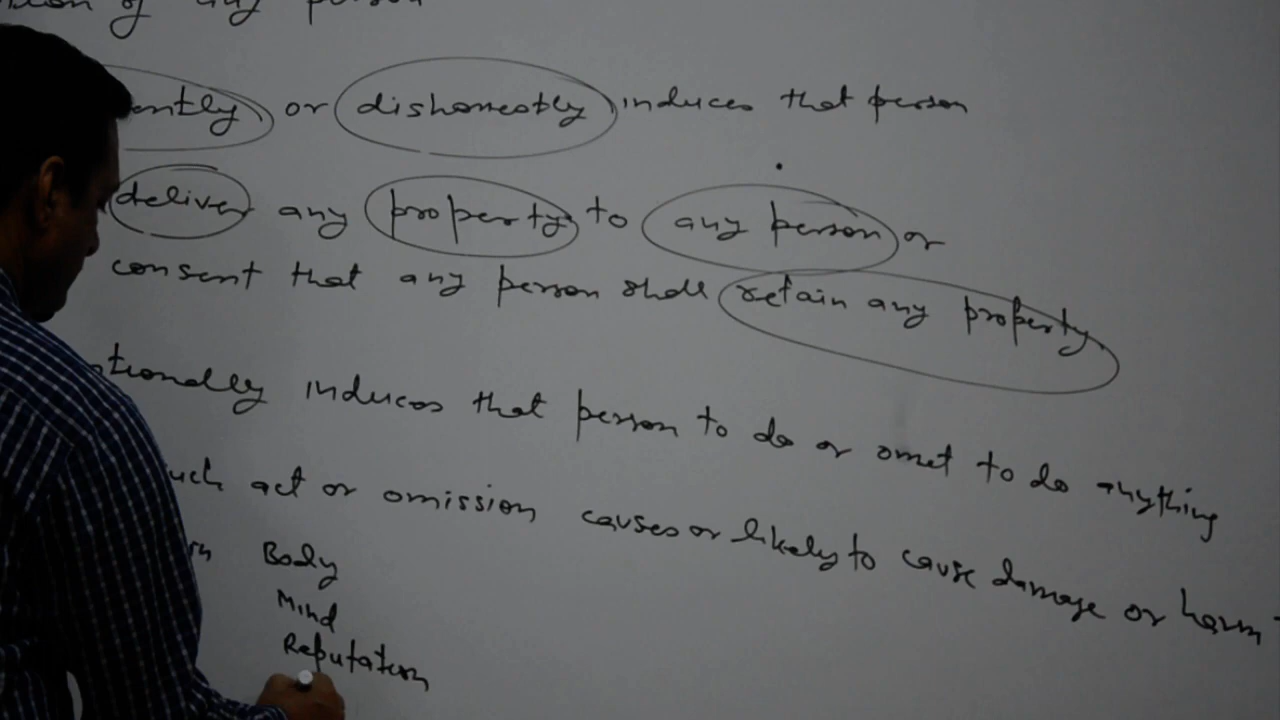 of any person
ently or dishonestly induces that person
deliver any property to any person or
consent that any person shall retain any property
tionally induces that person to do or omet to do anything
uch act or omission causes or likely to cause damage or harm
Body
Mind
Reputation